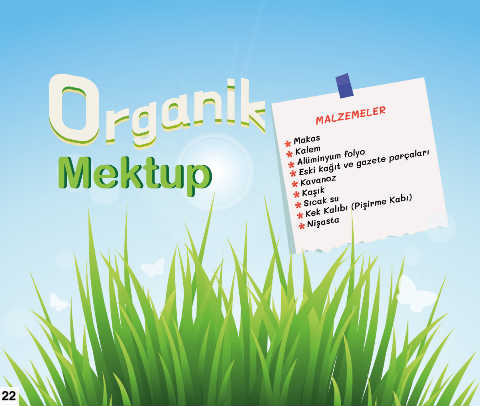 Organik
Mektup
MALZEMELER
* Makas
* Kalem
* Alüminyum folyo
* Eski kağıt ve gazete parçaları
* Kavanoz
* Kaşık
* Sıcak su
* Kek Kalıbı (Pişirme Kabı)
* Nişasta
22